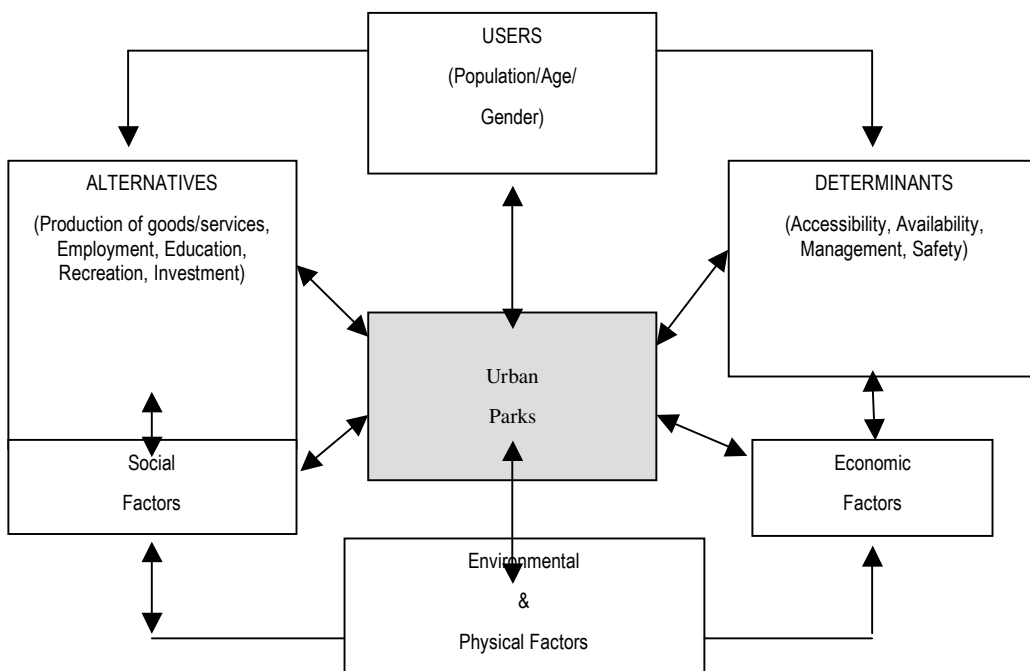 USERS
(Population/Age/
Gender)
ALTERNATIVES
(Production of goods/services,
Employment, Education,
Recreation, Investment)
DETERMINANTS
(Accessibility, Availability,
Management, Safety)
Urban
Parks
Social
Factors
Economic
Factors
Environmental
&
Physical Factors